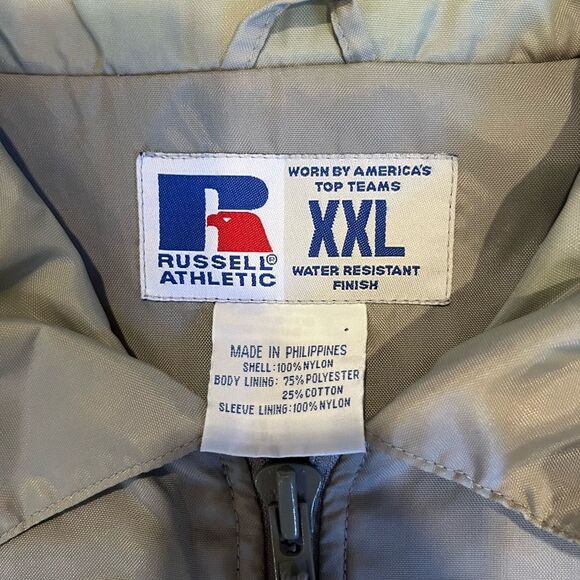 RUSSELL®
ATHLETIC
WORN BY AMERICA'S
TOP TEAMS
XXL
WATER RESISTANT
FINISH
MADE IN PHILIPPINES
SHELL: 100% NYLON
BODY LINING: 75% POLYESTER
25% COTTON
SLEEVE LINING: 100% NYLON